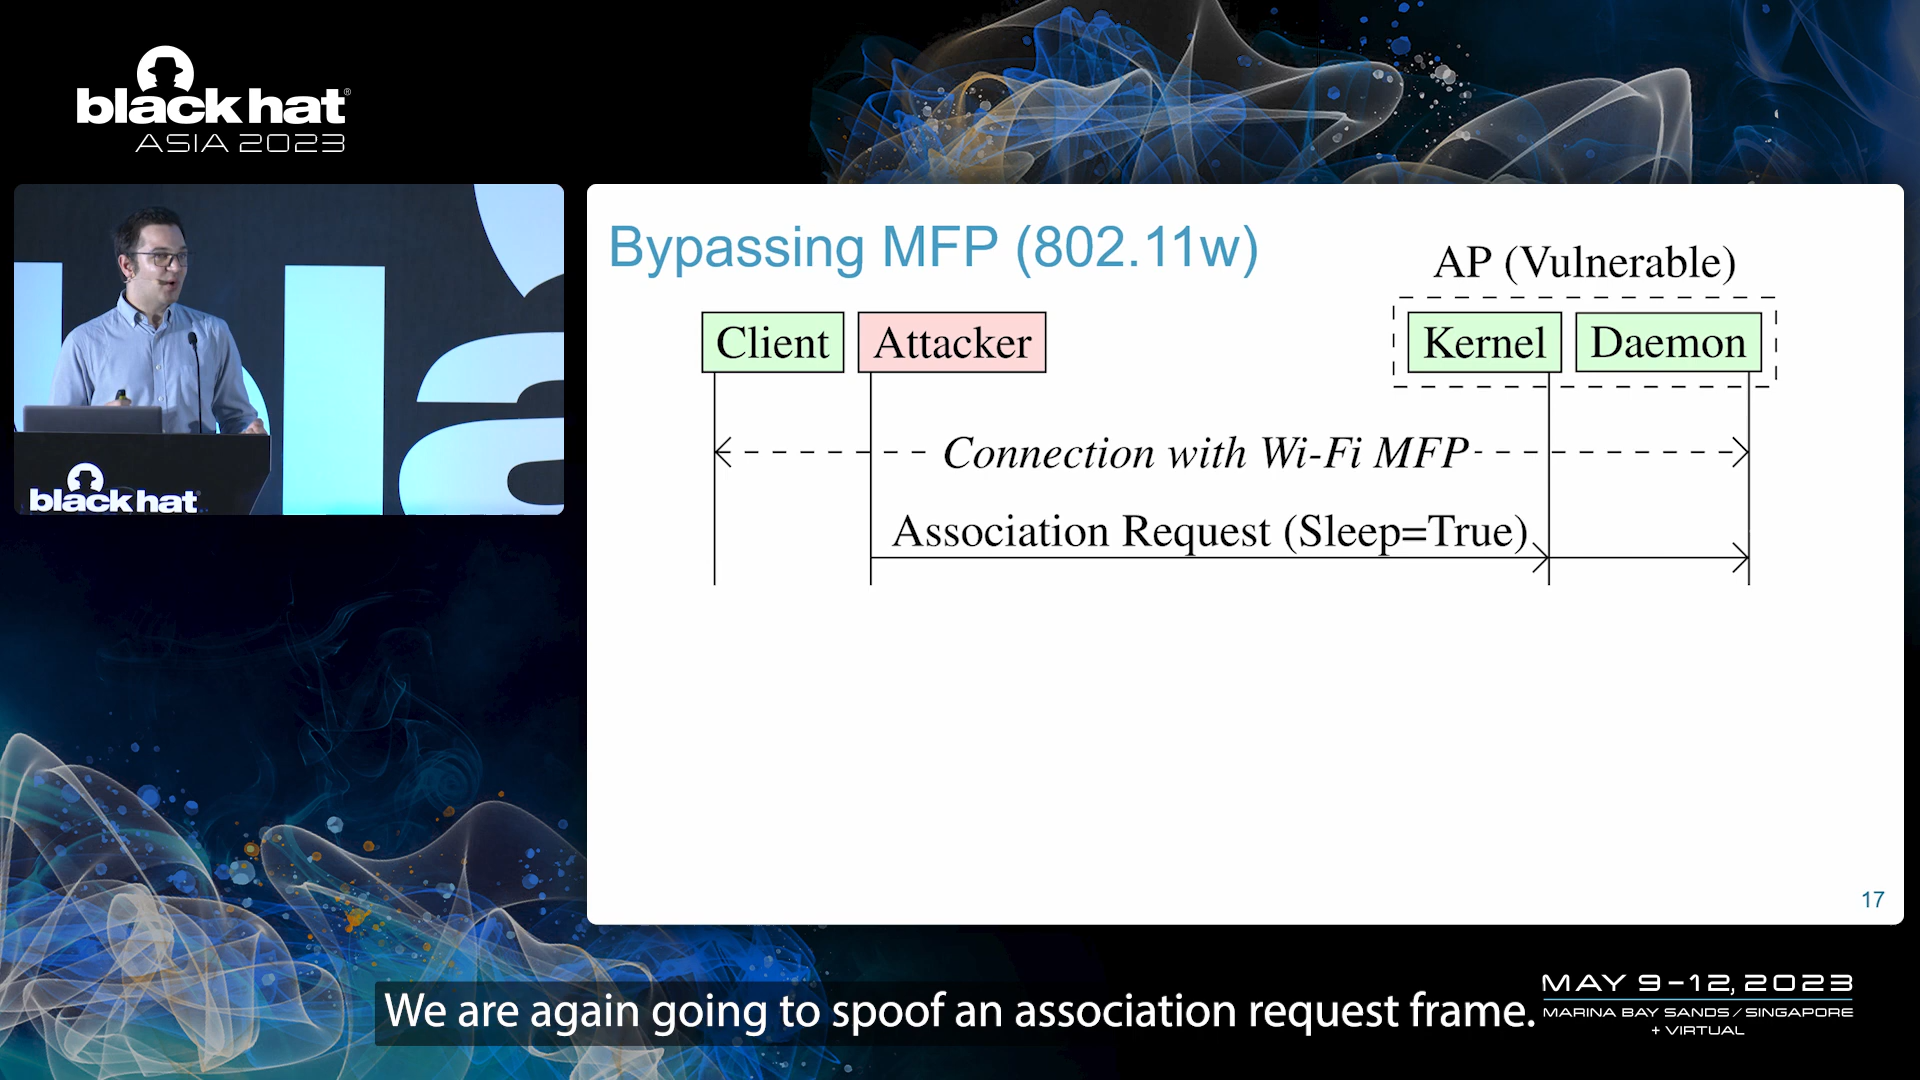 black hat®
ASIA 2023
black hat
Bypassing MFP (802.11w)
AP (Vulnerable)
Client
Attacker
Kernel
Daemon
Connection with Wi-Fi MFP
Association Request (Sleep=True)
17
We are again going to spoof an association request frame.
MAY 9-12, 2023
MARINA BAY SANDS / SINGAPORE
+ VIRTUAL